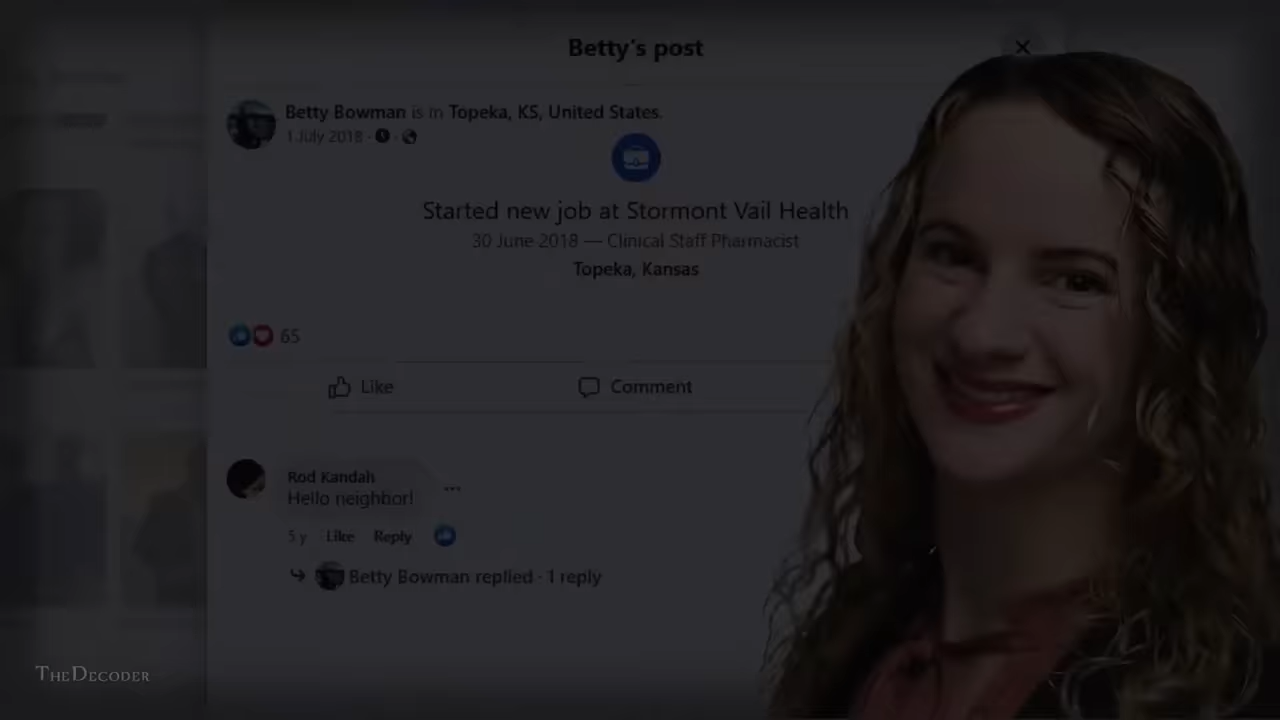 Betty's post
Betty Bowman is in Topeka, KS, United States.
1 July 2018
Started new job at Stormont Vail Health
30 June 2018 — Clinical Staff Pharmacist
Topeka, Kansas
65
Like Comment
Rod Kandah
Hello neighbor!
5 y Like Reply
Betty Bowman replied · 1 reply
THEDECODER